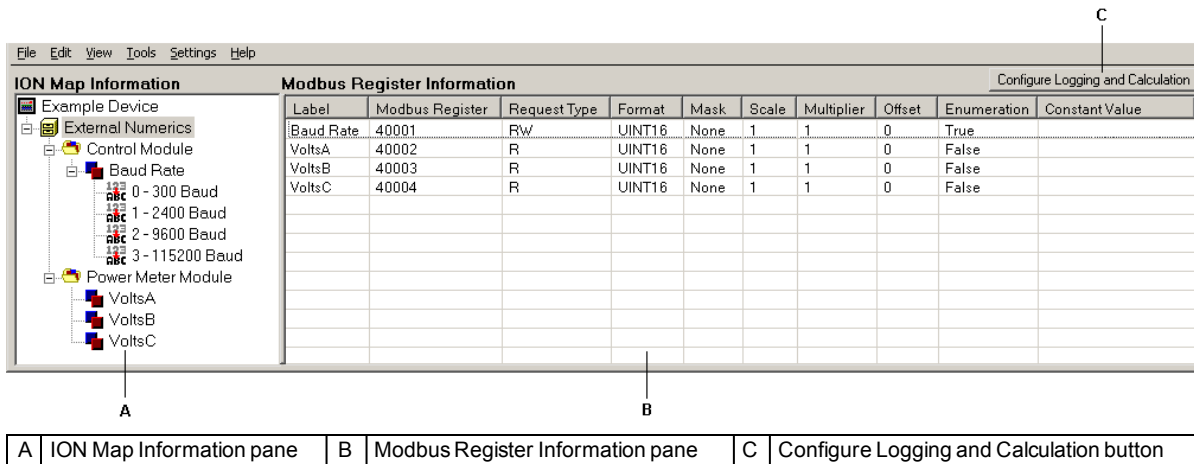 C
File Edit View Tools Settings Help
ION Map Information
Modbus Register Information
Configure Logging and Calculation
Example Device
External Numerics
Control Module
Baud Rate
0 - 300 Baud
1 - 2400 Baud
2 - 9600 Baud
3 - 115200 Baud
Power Meter Module
VoltsA
VoltsB
VoltsC
Label Modbus Register Request Type Format Mask Scale Multiplier Offset Enumeration Constant Value
Baud Rate 40001 RW UINT16 None 1 1 0 True
VoltsA 40002 R UINT16 None 1 1 0 False
VoltsB 40003 R UINT16 None 1 1 0 False
VoltsC 40004 R UINT16 None 1 1 0 False
A
B
A ION Map Information pane B Modbus Register Information pane C Configure Logging and Calculation button